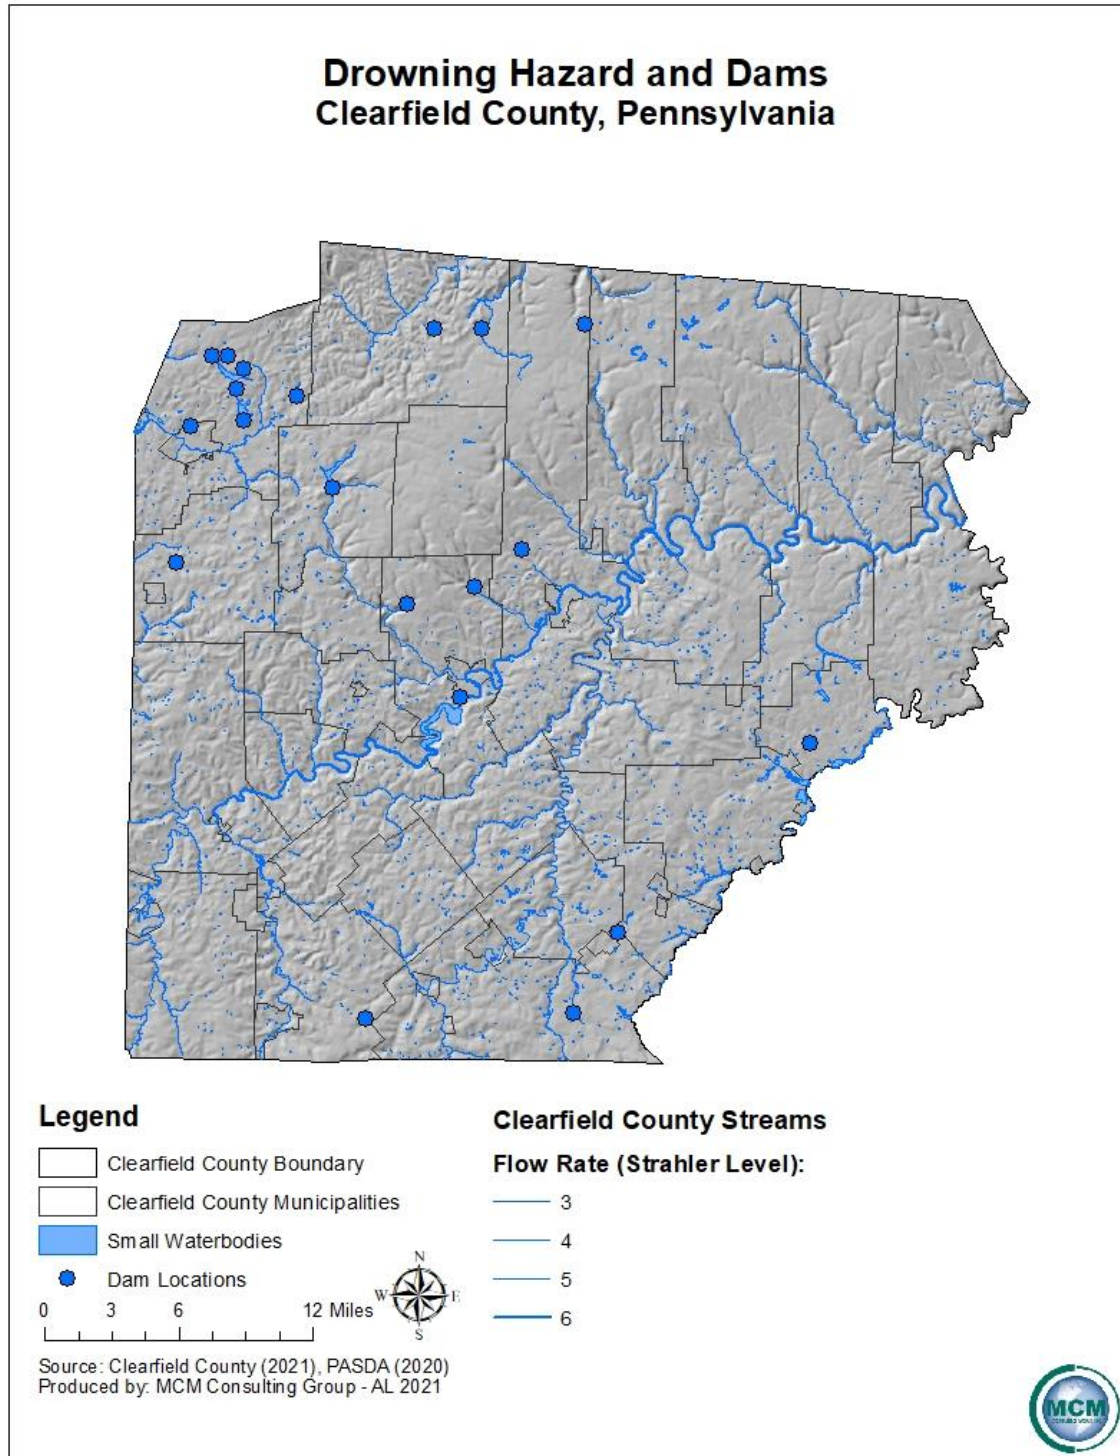 Drowning Hazard and Dams
Clearfield County, Pennsylvania
Legend
Clearfield County Boundary
Clearfield County Municipalities
Small Waterbodies
Dam Locations
0 3 6 12 Miles
N
W E
S
Source: Clearfield County (2021), PASDA (2020)
Produced by: MCM Consulting Group - AL 2021
Clearfield County Streams
Flow Rate (Strahler Level):
3
4
5
6
MCM